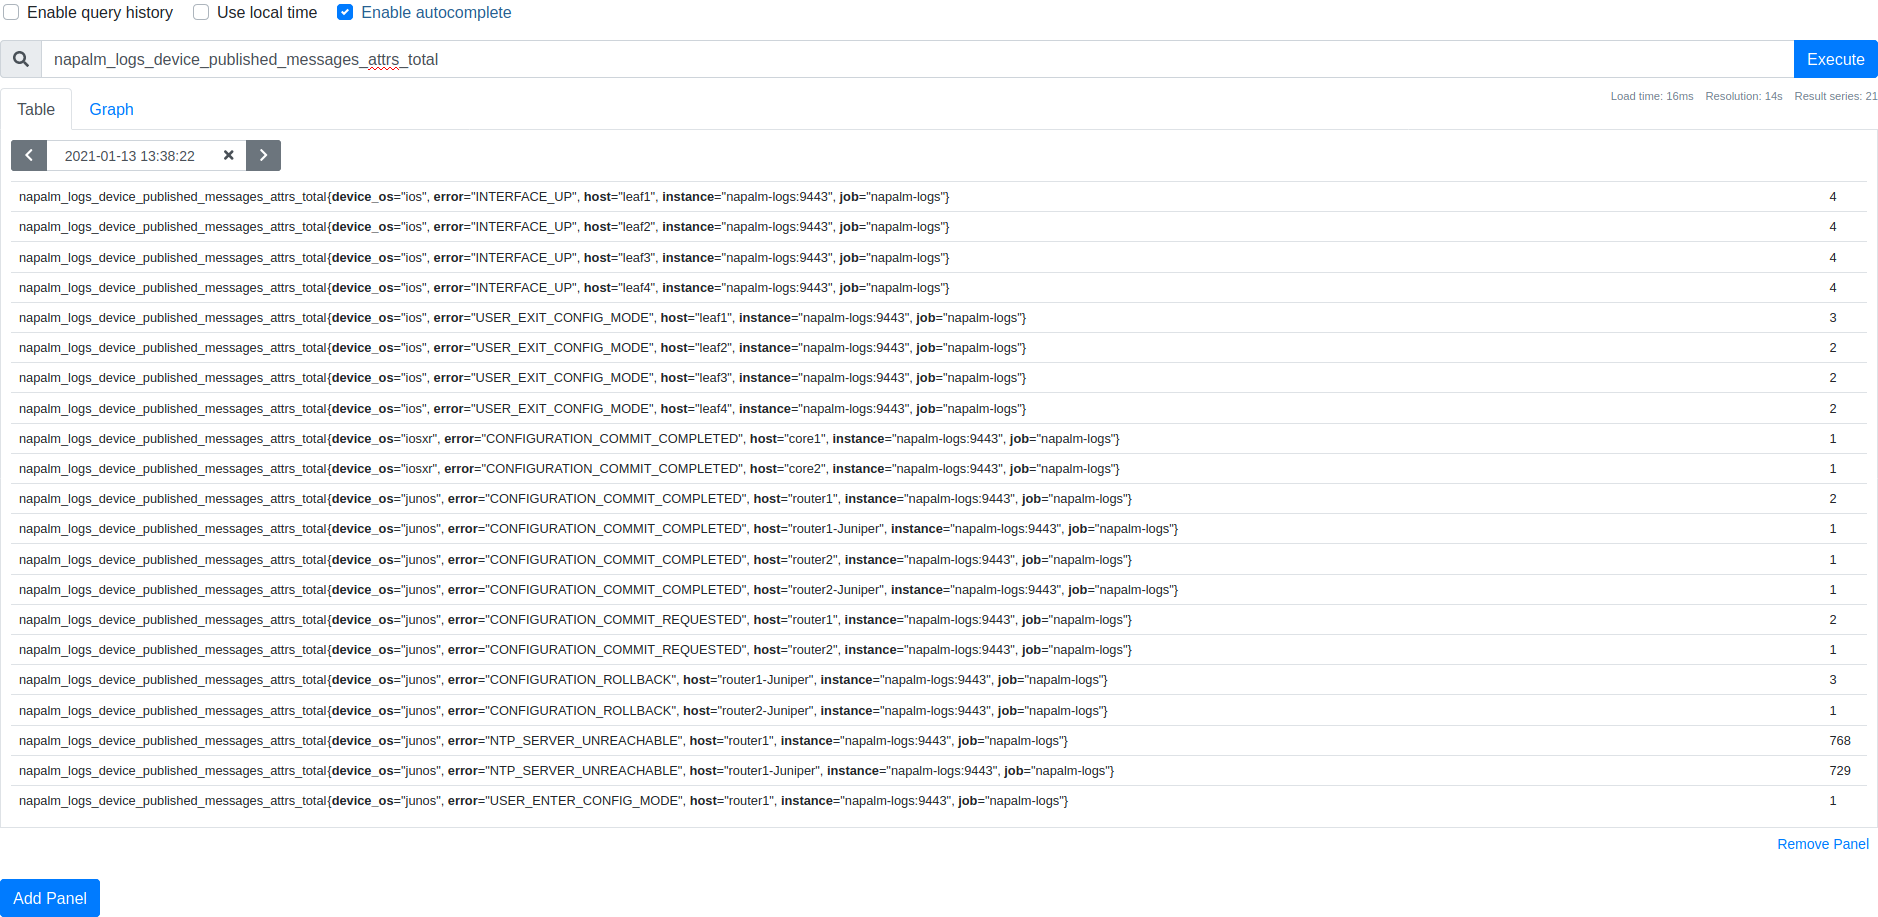 Enable query history Use local time Enable autocomplete
napalm_logs_device_published_messages_attrs_total Execute
Table Graph Load time: 16ms Resolution: 14s Result series: 21
2021-01-13 13:38:22
napalm_logs_device_published_messages_attrs_total{device_os="ios", error="INTERFACE_UP", host="leaf1", instance="napalm-logs:9443", job="napalm-logs"} 4
napalm_logs_device_published_messages_attrs_total{device_os="ios", error="INTERFACE_UP", host="leaf2", instance="napalm-logs:9443", job="napalm-logs"} 4
napalm_logs_device_published_messages_attrs_total{device_os="ios", error="INTERFACE_UP", host="leaf3", instance="napalm-logs:9443", job="napalm-logs"} 4
napalm_logs_device_published_messages_attrs_total{device_os="ios", error="INTERFACE_UP", host="leaf4", instance="napalm-logs:9443", job="napalm-logs"} 4
napalm_logs_device_published_messages_attrs_total{device_os="ios", error="USER_EXIT_CONFIG_MODE", host="leaf1", instance="napalm-logs:9443", job="napalm-logs"} 3
napalm_logs_device_published_messages_attrs_total{device_os="ios", error="USER_EXIT_CONFIG_MODE", host="leaf2", instance="napalm-logs:9443", job="napalm-logs"} 2
napalm_logs_device_published_messages_attrs_total{device_os="ios", error="USER_EXIT_CONFIG_MODE", host="leaf3", instance="napalm-logs:9443", job="napalm-logs"} 2
napalm_logs_device_published_messages_attrs_total{device_os="ios", error="USER_EXIT_CONFIG_MODE", host="leaf4", instance="napalm-logs:9443", job="napalm-logs"} 2
napalm_logs_device_published_messages_attrs_total{device_os="iosxr", error="CONFIGURATION_COMMIT_COMPLETED", host="core1", instance="napalm-logs:9443", job="napalm-logs"} 1
napalm_logs_device_published_messages_attrs_total{device_os="iosxr", error="CONFIGURATION_COMMIT_COMPLETED", host="core2", instance="napalm-logs:9443", job="napalm-logs"} 1
napalm_logs_device_published_messages_attrs_total{device_os="junos", error="CONFIGURATION_COMMIT_COMPLETED", host="router1", instance="napalm-logs:9443", job="napalm-logs"} 2
napalm_logs_device_published_messages_attrs_total{device_os="junos", error="CONFIGURATION_COMMIT_COMPLETED", host="router1-Juniper", instance="napalm-logs:9443", job="napalm-logs"} 1
napalm_logs_device_published_messages_attrs_total{device_os="junos", error="CONFIGURATION_COMMIT_COMPLETED", host="router2", instance="napalm-logs:9443", job="napalm-logs"} 1
napalm_logs_device_published_messages_attrs_total{device_os="junos", error="CONFIGURATION_COMMIT_COMPLETED", host="router2-Juniper", instance="napalm-logs:9443", job="napalm-logs"} 1
napalm_logs_device_published_messages_attrs_total{device_os="junos", error="CONFIGURATION_COMMIT_REQUESTED", host="router1", instance="napalm-logs:9443", job="napalm-logs"} 2
napalm_logs_device_published_messages_attrs_total{device_os="junos", error="CONFIGURATION_COMMIT_REQUESTED", host="router2", instance="napalm-logs:9443", job="napalm-logs"} 1
napalm_logs_device_published_messages_attrs_total{device_os="junos", error="CONFIGURATION_ROLLBACK", host="router1-Juniper", instance="napalm-logs:9443", job="napalm-logs"} 3
napalm_logs_device_published_messages_attrs_total{device_os="junos", error="CONFIGURATION_ROLLBACK", host="router2-Juniper", instance="napalm-logs:9443", job="napalm-logs"} 1
napalm_logs_device_published_messages_attrs_total{device_os="junos", error="NTP_SERVER_UNREACHABLE", host="router1", instance="napalm-logs:9443", job="napalm-logs"} 768
napalm_logs_device_published_messages_attrs_total{device_os="junos", error="NTP_SERVER_UNREACHABLE", host="router1-Juniper", instance="napalm-logs:9443", job="napalm-logs"} 729
napalm_logs_device_published_messages_attrs_total{device_os="junos", error="USER_ENTER_CONFIG_MODE", host="router1", instance="napalm-logs:9443", job="napalm-logs"} 1
Remove Panel
Add Panel